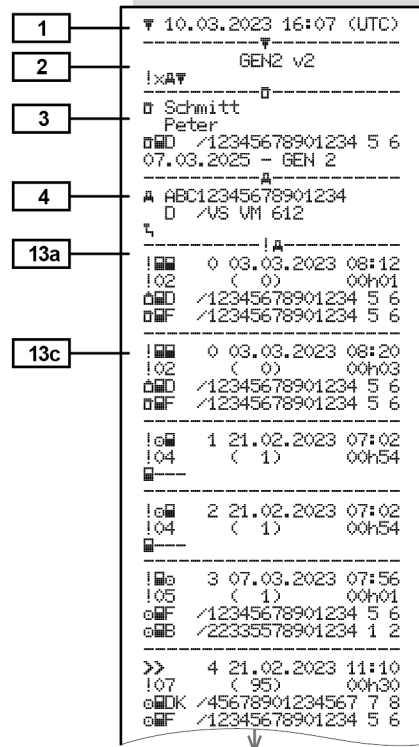 1
▼ 10.03.2023 16:07 (UTC)
2
GEN2 v2
!×A▼
3
Schmitt
Peter
D /12345678901234 5 6
07.03.2025 - GEN 2
4
A ABC12345678901234
D /VS VM 612
13a
! 0 03.03.2023 08:12
!02 ( 0) 00h01
D /12345678901234 5 6
F /12345678901234 5 6
13c
! 0 03.03.2023 08:20
!02 ( 0) 00h03
D /12345678901234 5 6
F /12345678901234 5 6
! 1 21.02.2023 07:02
!04 ( 1) 00h54
---
! 2 21.02.2023 07:02
!04 ( 1) 00h54
---
! 3 07.03.2023 07:56
!05 ( 1) 00h01
F /12345678901234 5 6
B /22335578901234 1 2
>> 4 21.02.2023 11:10
!07 ( 95) 00h30
DK /45678901234567 7 8
F /12345678901234 5 6